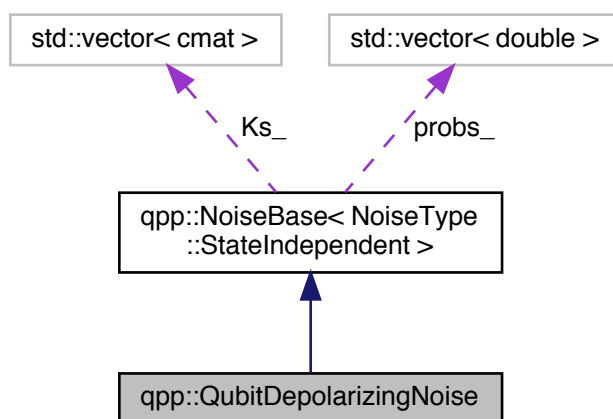 std::vector< cmat >
std::vector< double >
Ks_
probs_
qpp::NoiseBase< NoiseType
::StateIndependent >
qpp::QubitDepolarizingNoise